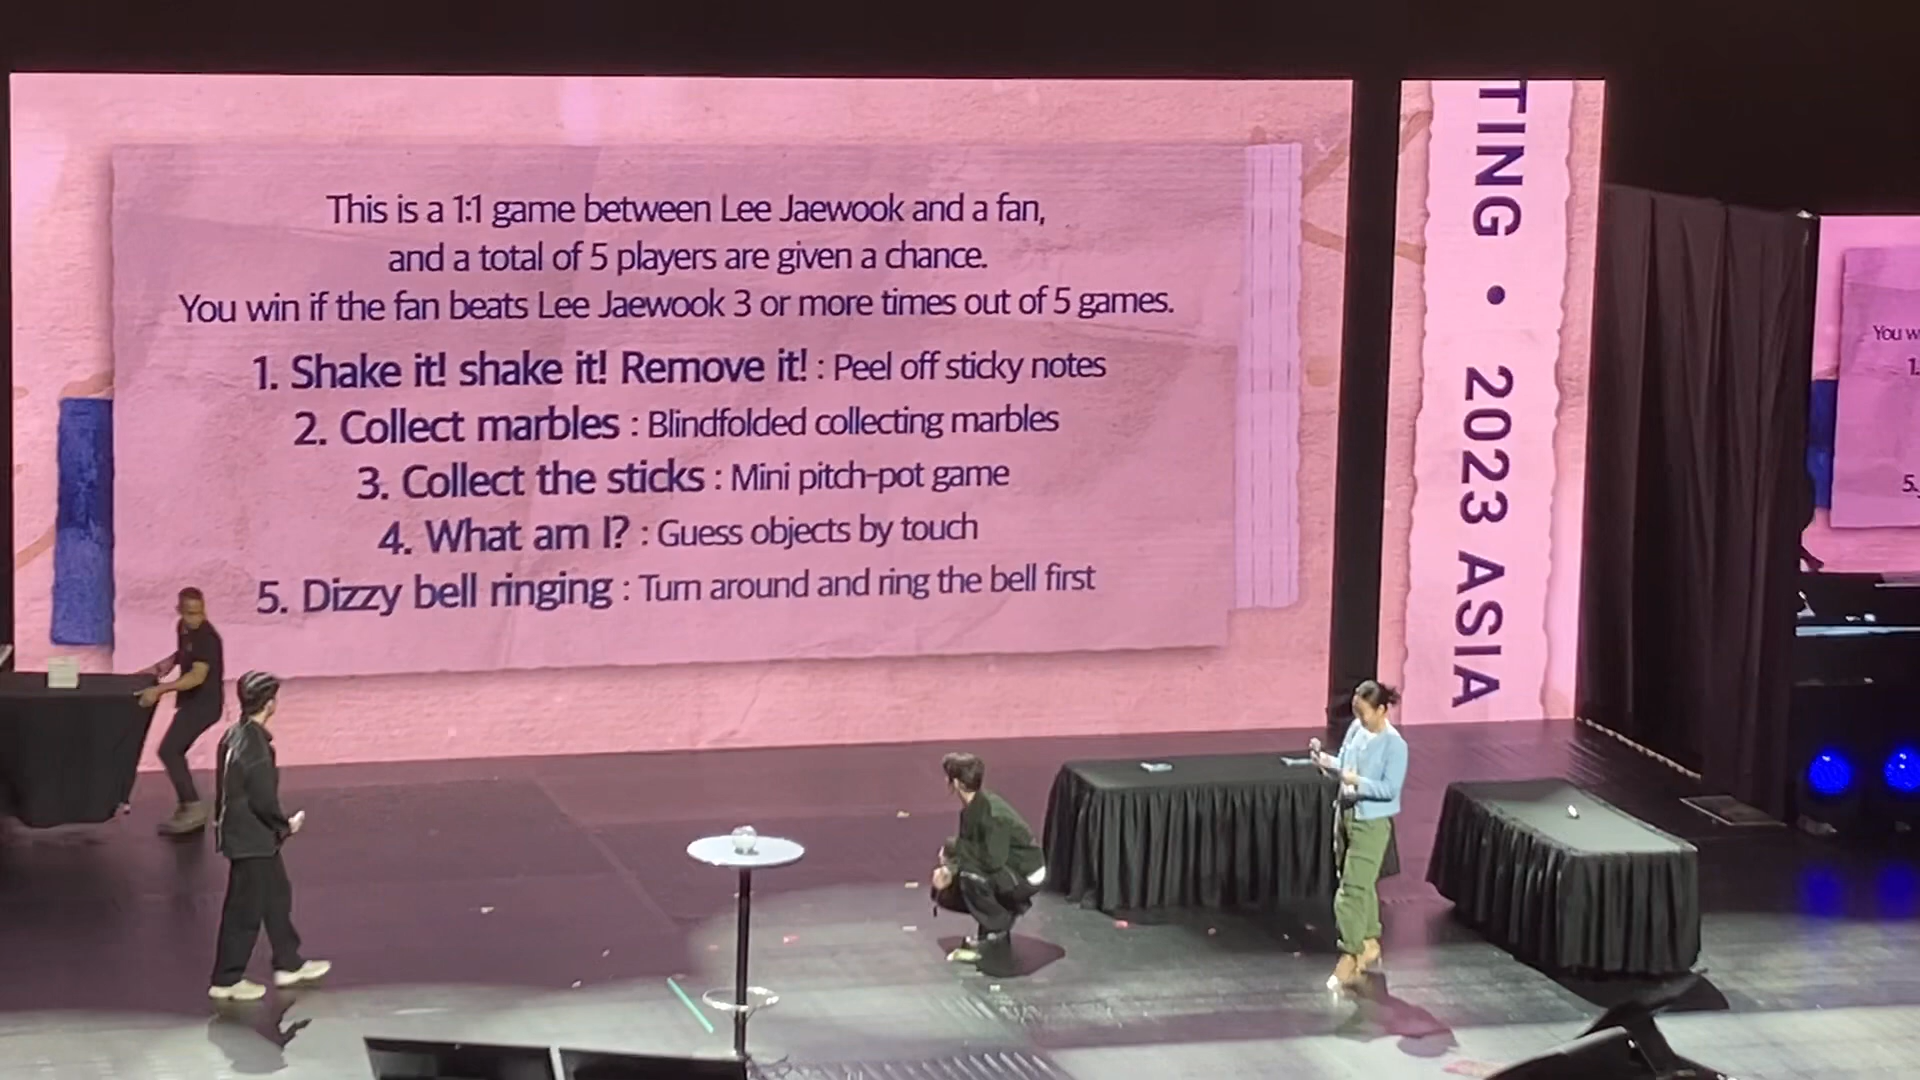 This is a 1:1 game between Lee Jaewook and a fan,
and a total of 5 players are given a chance.
You win if the fan beats Lee Jaewook 3 or more times out of 5 games.
1. Shake it! shake it! Remove it! : Peel off sticky notes
2. Collect marbles : Blindfolded collecting marbles
3. Collect the sticks : Mini pitch-pot game
4. What am I? : Guess objects by touch
5. Dizzy bell ringing : Turn around and ring the bell first
TING • 2023 ASIA
You w
1.
5.